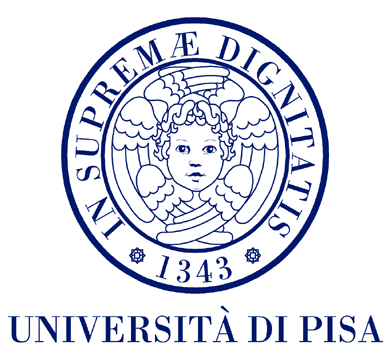 IN SUPREMÆ DIGNITATIS
1343
UNIVERSITÀ DI PISA